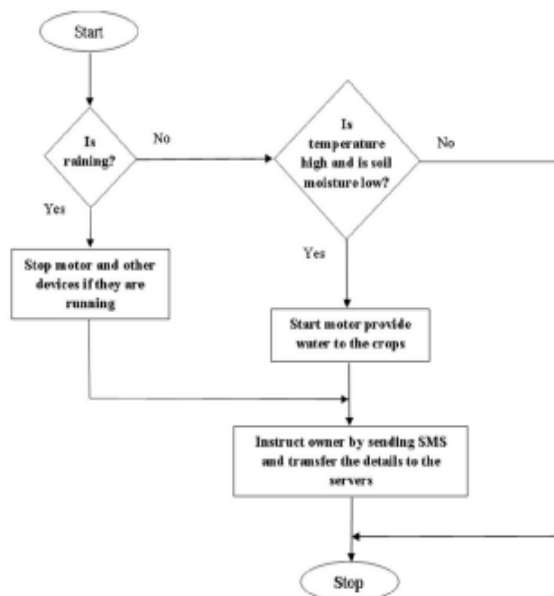 Start
Is
raining?
No
Is
temperature
high and is soil
moisture low?
No
Yes
Stop motor and other
devices if they are
running
Yes
Start motor provide
water to the crops
Instruct owner by sending SMS
and transfer the details to the
servers
Stop